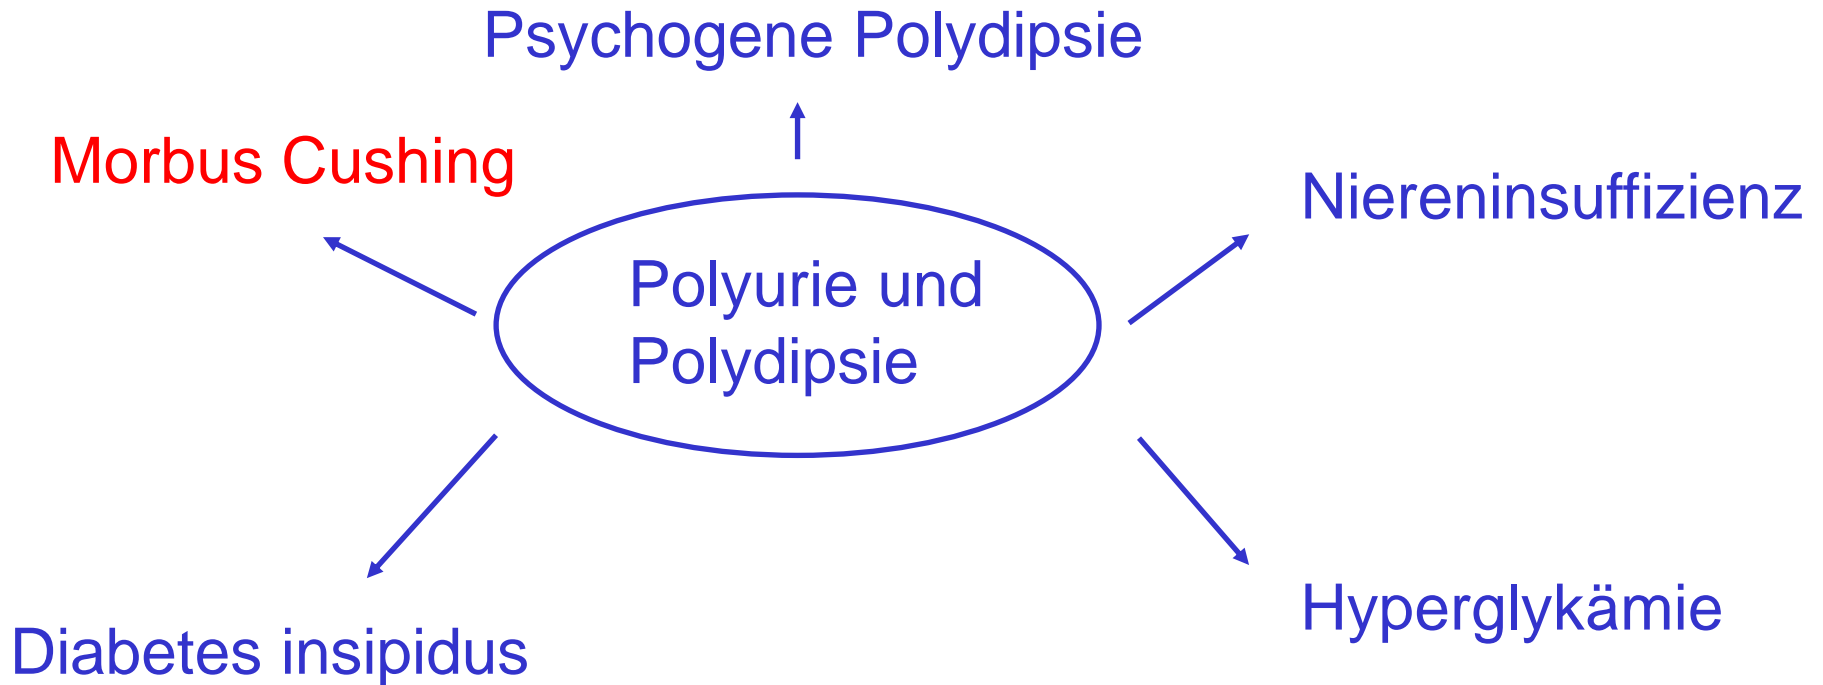 Psychogene Polydipsie
Morbus Cushing
Niereninsuffizienz
Polyurie und
Polydipsie
Hyperglykämie
Diabetes insipidus